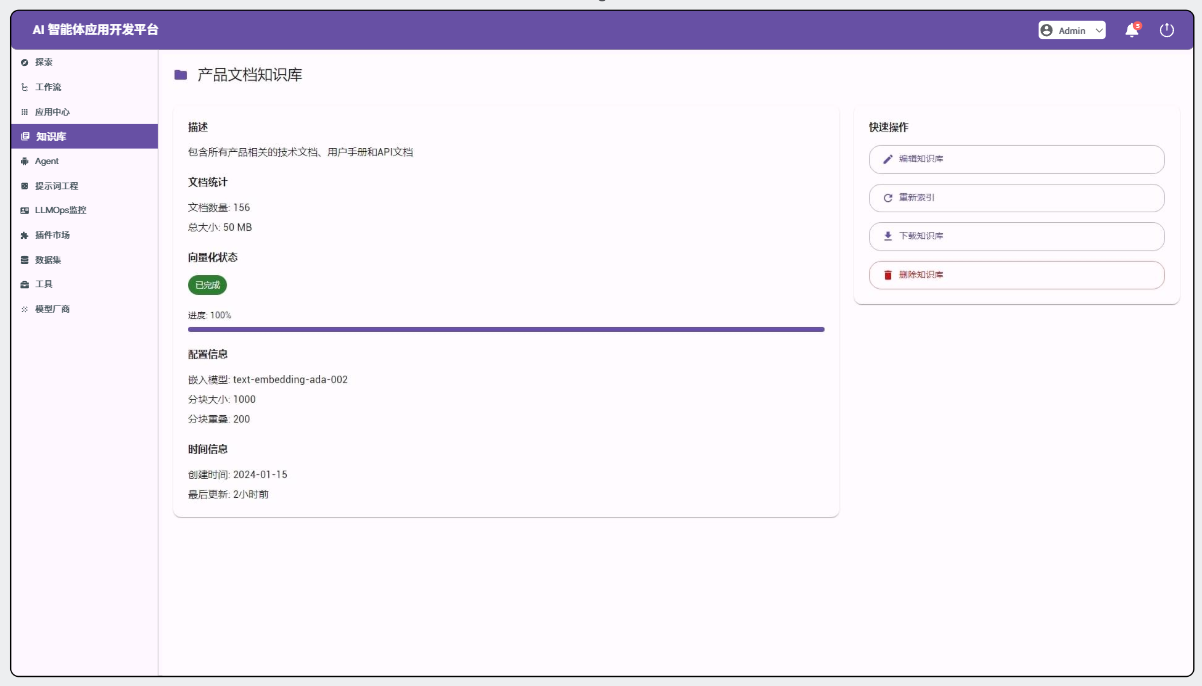 AI 智能体应用开发平台
Admin
5
探索
工作流
应用中心
知识库
Agent
提示词工程
LLMOps监控
插件市场
数据集
工具
模型厂商
产品文档知识库
描述
包含所有产品相关的技术文档、用户手册和API文档
文档统计
文档数量: 156
总大小: 50 MB
向量化状态
已完成
进度: 100%
配置信息
嵌入模型: text-embedding-ada-002
分块大小: 1000
分块重叠: 200
时间信息
创建时间: 2024-01-15
最后更新: 2小时前
快速操作
编辑知识库
重新索引
下载知识库
删除知识库